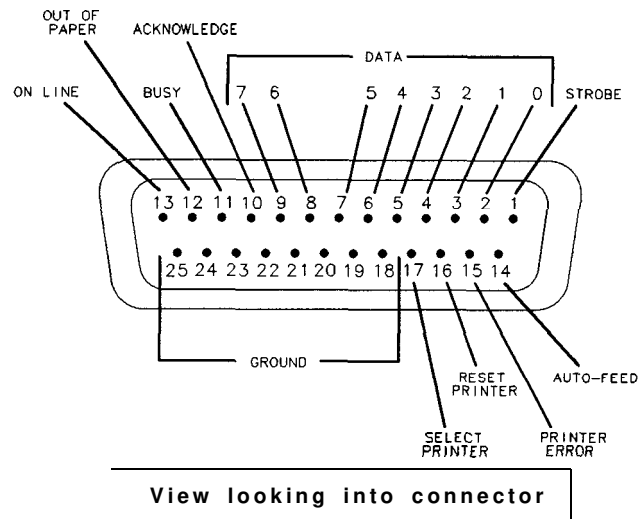 OUT OF
PAPER
ACKNOWLEDGE
DATA
ON LINE
BUSY
7 6 5 4 3 2 1 0
STROBE
13 12 11 10 9 8 7 6 5 4 3 2 1
25 24 23 22 21 20 19 18 17 16 15 14
GROUND
RESET
PRINTER
AUTO-FEED
SELECT
PRINTER
PRINTER
ERROR
View looking into connector